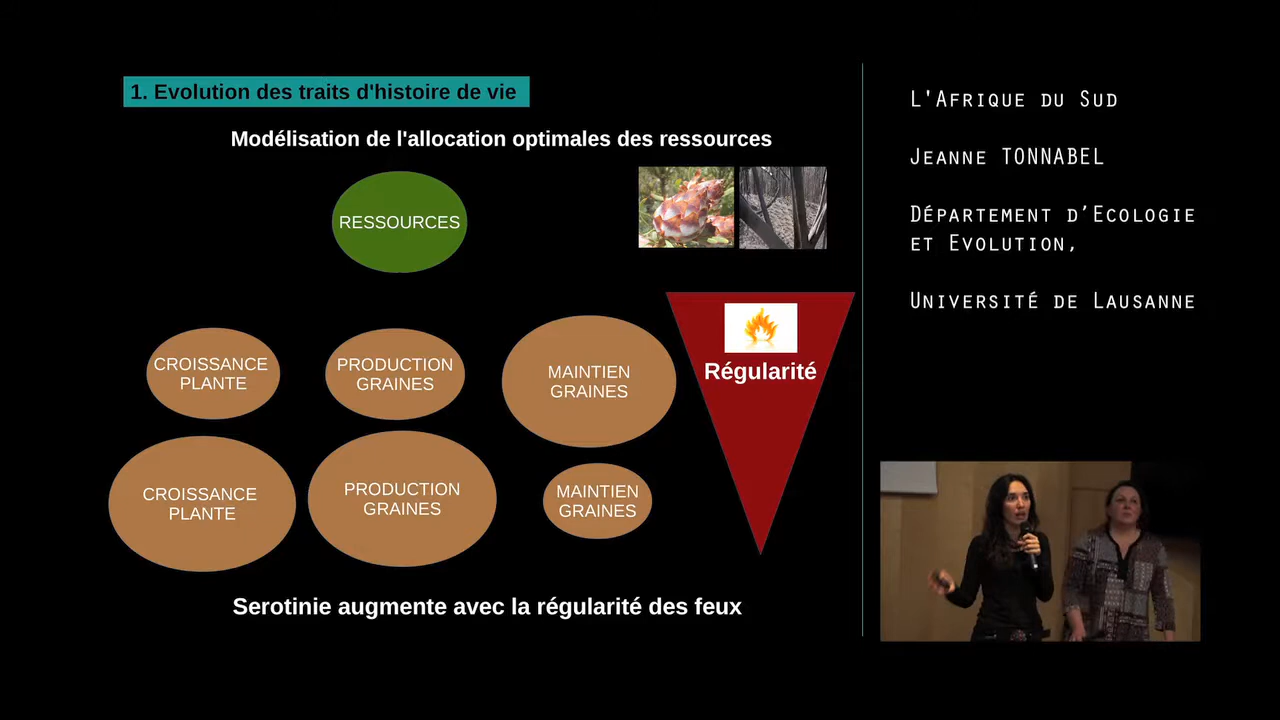 1. Evolution des traits d'histoire de vie
Modélisation de l'allocation optimales des ressources
RESSOURCES
CROISSANCE
PLANTE
PRODUCTION
GRAINES
MAINTIEN
GRAINES
Régularité
CROISSANCE
PLANTE
PRODUCTION
GRAINES
MAINTIEN
GRAINES
Serotinie augmente avec la régularité des feux
L'Afrique du Sud
Jeanne TONNABEL
Département d'Ecologie
et Evolution,
Université de Lausanne